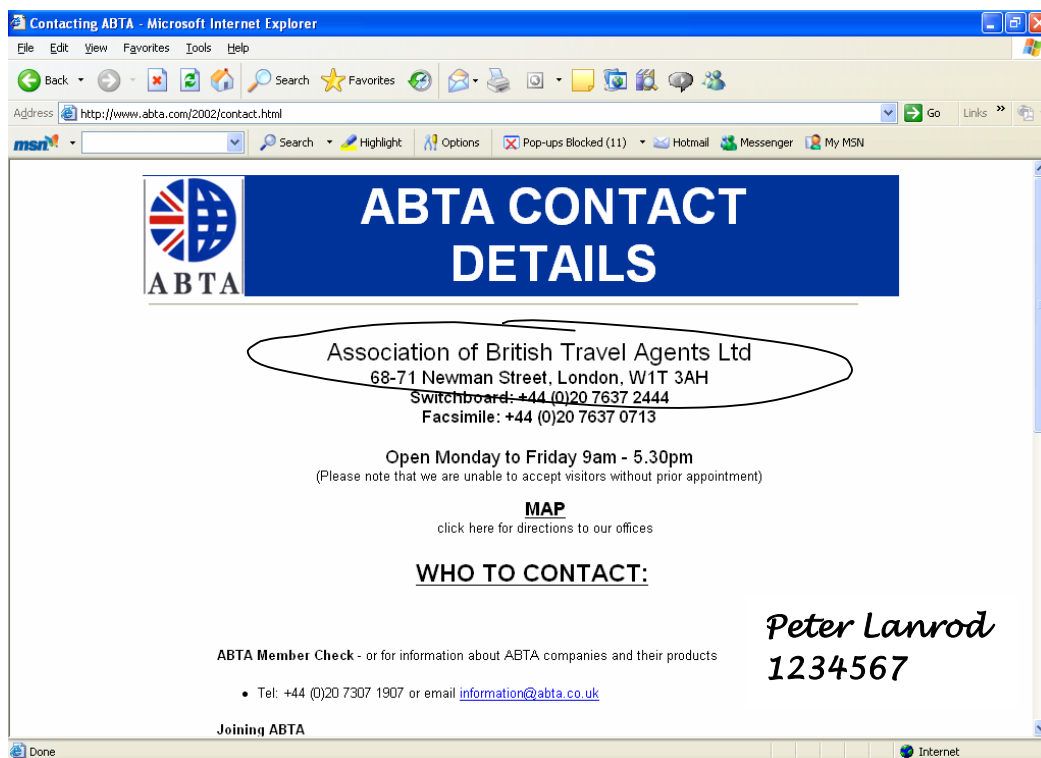 Contacting ABTA - Microsoft Internet Explorer
File Edit View Favorites Tools Help
Back Search Favorites
Address http://www.abta.com/2002/contact.html Go Links »
msn Search Highlight Options Pop-ups Blocked (11) Hotmail Messenger My MSN
ABTA
ABTA CONTACT
DETAILS
Association of British Travel Agents Ltd
68-71 Newman Street, London, W1T 3AH
Switchboard: +44 (0)20 7637 2444
Facsimile: +44 (0)20 7637 0713
Open Monday to Friday 9am - 5.30pm
(Please note that we are unable to accept visitors without prior appointment)
MAP
click here for directions to our offices
WHO TO CONTACT:
Peter Lanrod
1234567
ABTA Member Check - or for information about ABTA companies and their products
• Tel: +44 (0)20 7307 1907 or email information@abta.co.uk
Joining ABTA
Done Internet